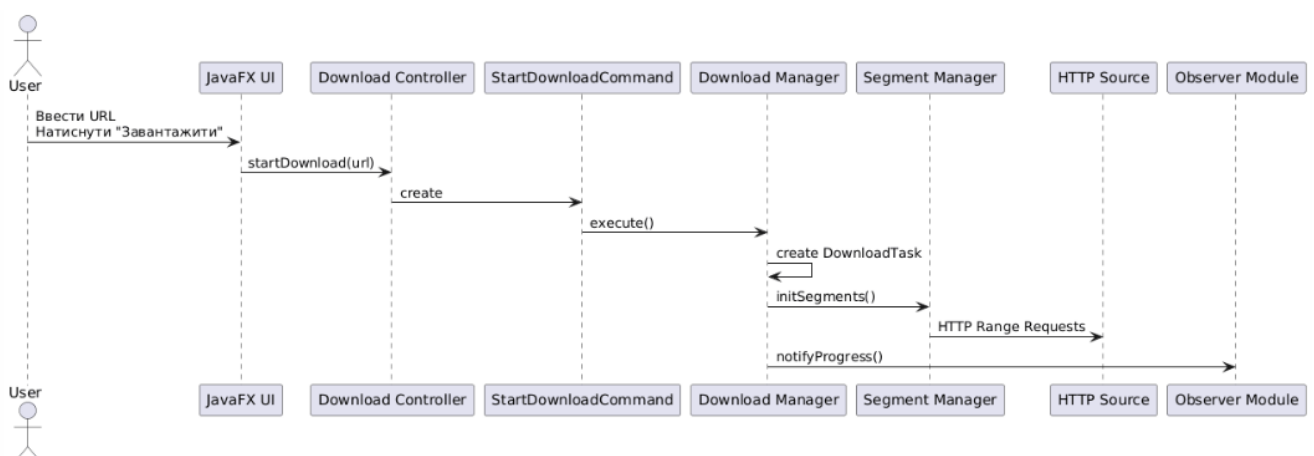 User
JavaFX UI
Download Controller
StartDownloadCommand
Download Manager
Segment Manager
HTTP Source
Observer Module
Ввести URL
Натиснути "Завантажити"
startDownload(url)
create
execute()
create DownloadTask
initSegments()
HTTP Range Requests
notifyProgress()
User
JavaFX UI
Download Controller
StartDownloadCommand
Download Manager
Segment Manager
HTTP Source
Observer Module